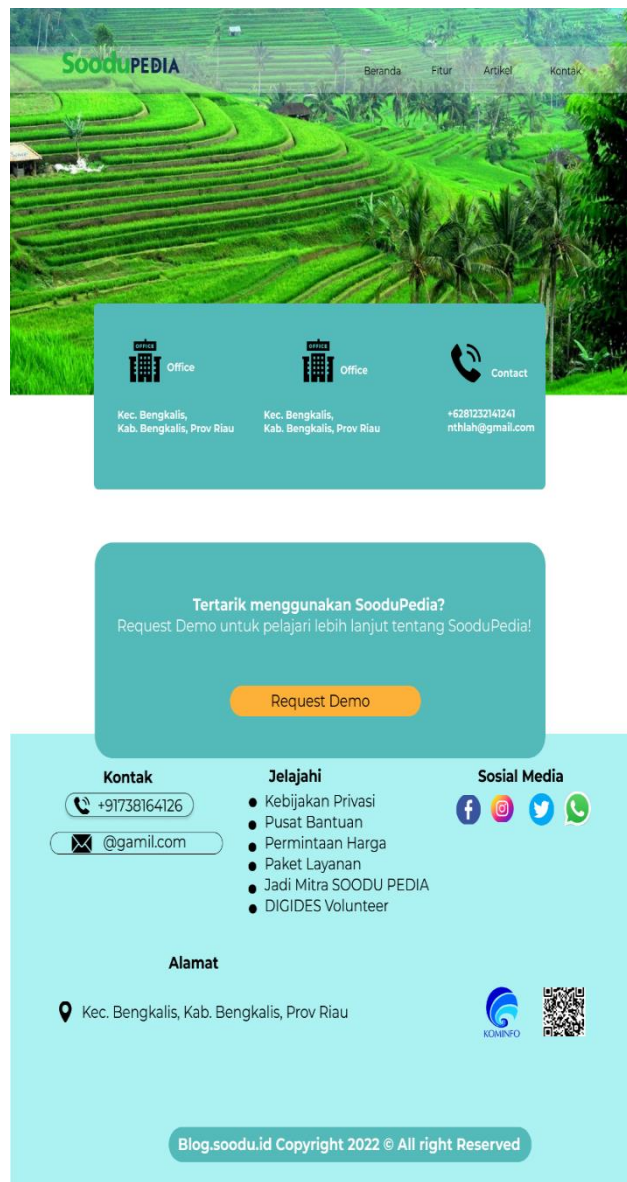 SooduPEDIA
Beranda Fitur Artikel Kontak
OFFICE
Office
Kec. Bengkalis,
Kab. Bengkalis, Prov Riau
OFFICE
Office
Kec. Bengkalis,
Kab. Bengkalis, Prov Riau
Contact
+6281232141241
nthlah@gmail.com
Tertarik menggunakan SooduPedia?
Request Demo untuk pelajari lebih lanjut tentang SooduPedia!
Request Demo
Kontak
+91738164126
@gamil.com
Jelajahi
Kebijakan Privasi
Pusat Bantuan
Permintaan Harga
Paket Layanan
Jadi Mitra SOODU PEDIA
DIGIDES Volunteer
Sosial Media
Alamat
Kec. Bengkalis, Kab. Bengkalis, Prov Riau
KOMINFO
Blog.soodu.id Copyright 2022 © All right Reserved